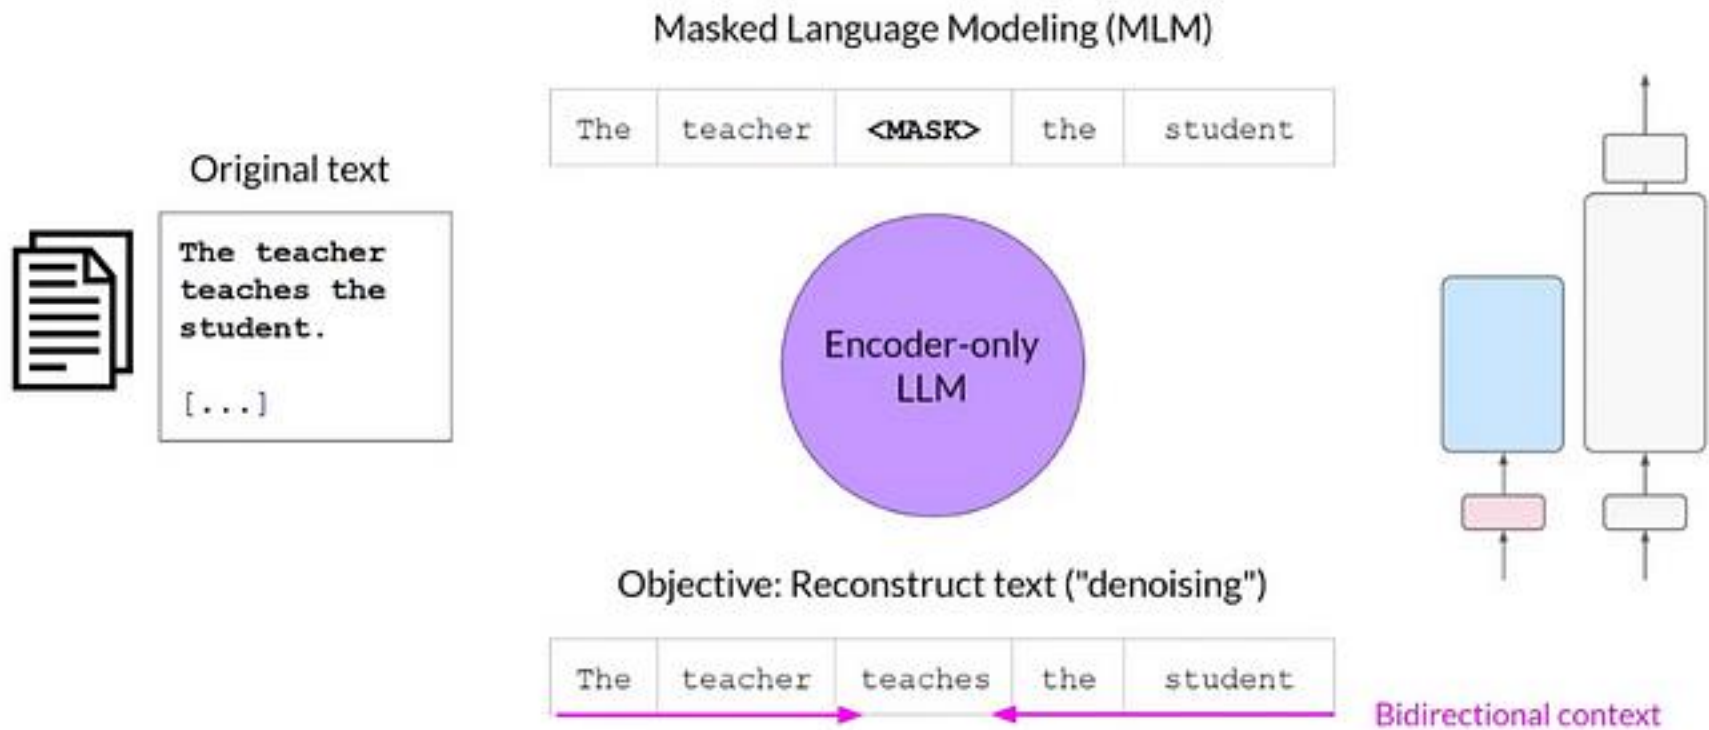 Masked Language Modeling (MLM)
The teacher <MASK> the student
Original text
The teacher
teaches the
student.
[...]
Encoder-only
LLM
Objective: Reconstruct text ("denoising")
The teacher teaches the student
Bidirectional context